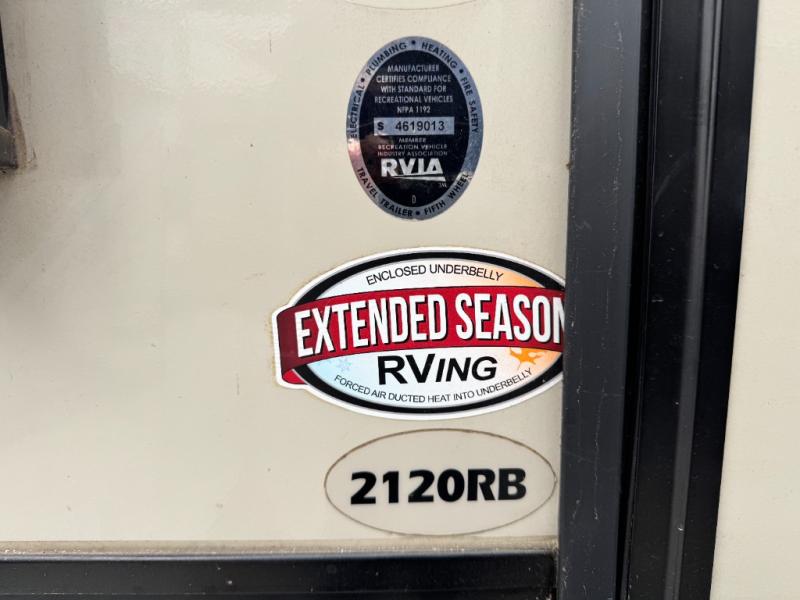 ELECTRICAL • PLUMBING • HEATING • FIRE SAFETY
MANUFACTURER
CERTIFIES COMPLIANCE
WITH STANDARD FOR
RECREATIONAL VEHICLES
NFPA 1192
S 4619013
MEMBER
RECREATION VEHICLE
INDUSTRY ASSOCIATION
RVIA
D
TRAVEL TRAILER • FIFTH WHEEL
ENCLOSED UNDERBELLY
EXTENDED SEASON
RVING
FORCED AIR DUCTED HEAT INTO UNDERBELLY
2120RB